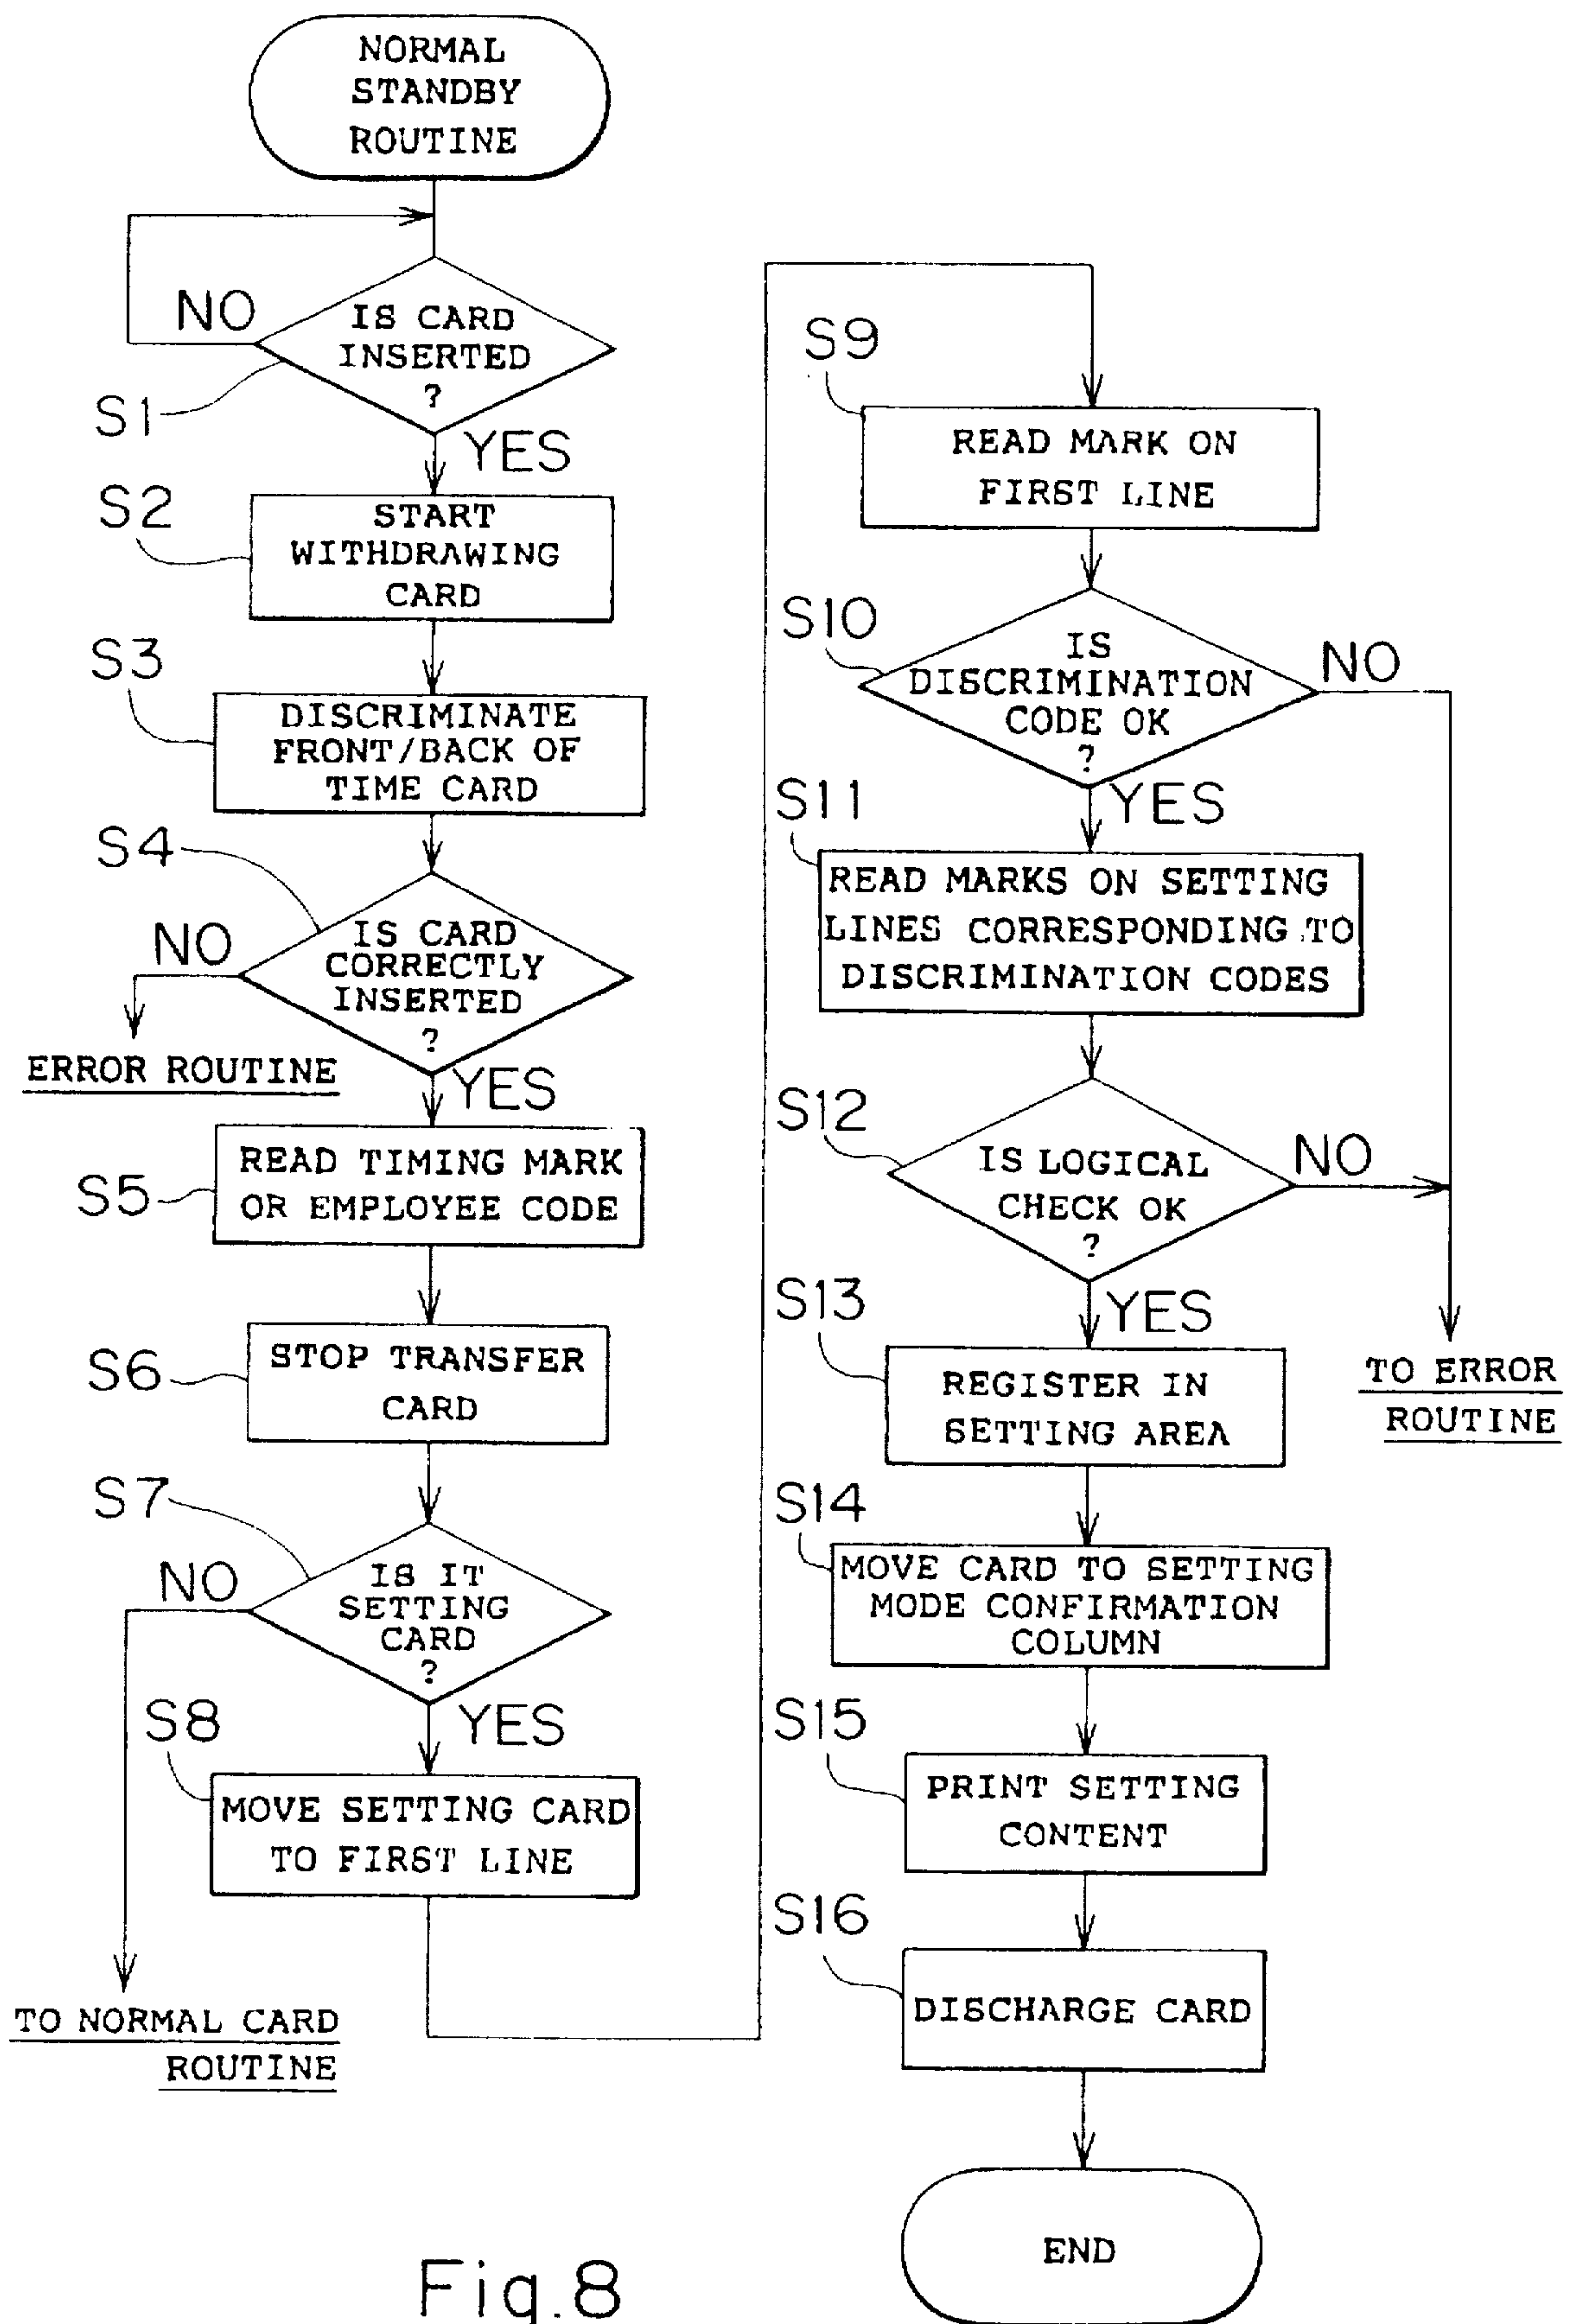 NORMAL
STANDBY
ROUTINE
NO
IS CARD
INSERTED
?
S1
YES
S2
START
WITHDRAWING
CARD
S3
DISCRIMINATE
FRONT/BACK OF
TIME CARD
S4
NO
IS CARD
CORRECTLY
INSERTED
?
ERROR ROUTINE
YES
S5
READ TIMING MARK
OR EMPLOYEE CODE
S6
STOP TRANSFER
CARD
S7
NO
IS IT
SETTING
CARD
?
YES
S8
MOVE SETTING CARD
TO FIRST LINE
TO NORMAL CARD
ROUTINE
S9
READ MARK ON
FIRST LINE
S10
IS
DISCRIMINATION
CODE OK
?
NO
YES
S11
READ MARKS ON SETTING
LINES CORRESPONDING TO
DISCRIMINATION CODES
S12
IS LOGICAL
CHECK OK
?
NO
YES
TO ERROR
ROUTINE
S13
REGISTER IN
SETTING AREA
S14
MOVE CARD TO SETTING
MODE CONFIRMATION
COLUMN
S15
PRINT SETTING
CONTENT
S16
DISCHARGE CARD
END
Fig.8